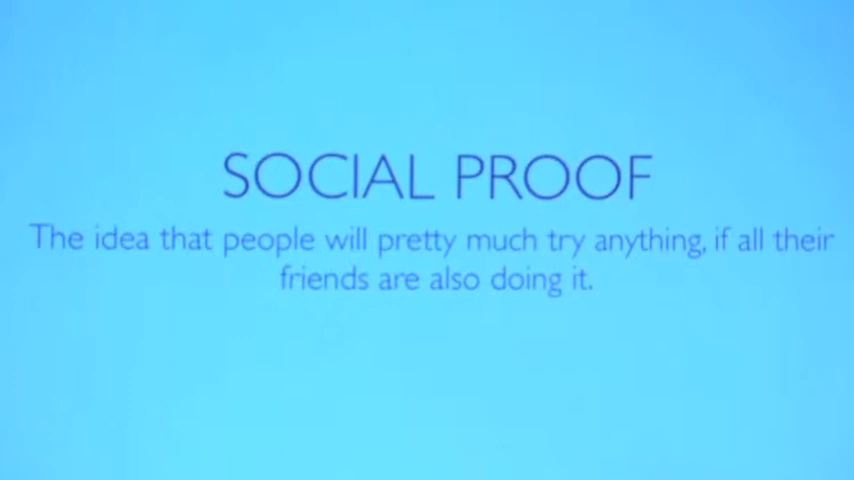 SOCIAL PROOF
The idea that people will pretty much try anything, if all their
friends are also doing it.